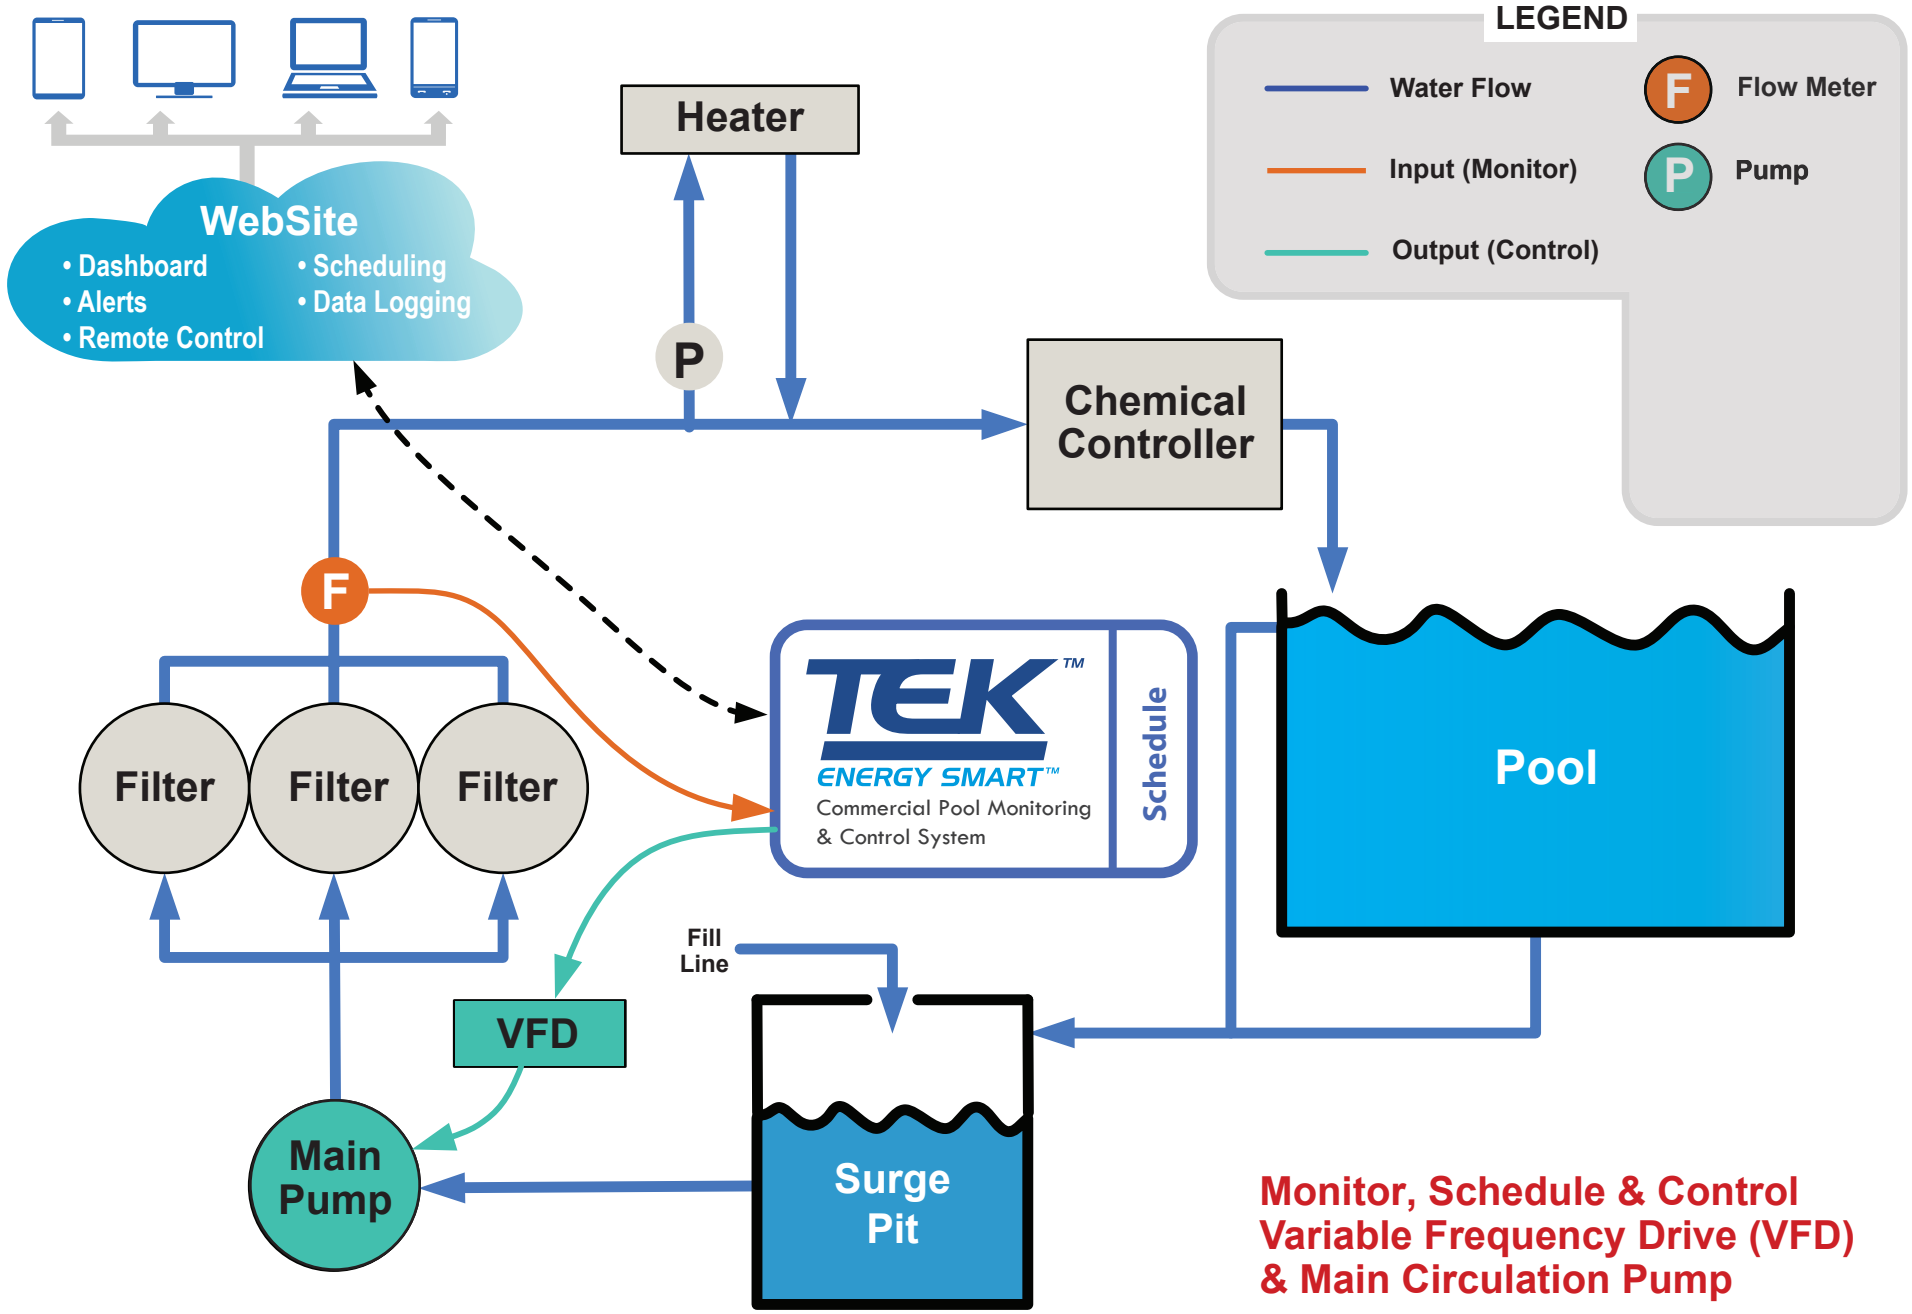 LEGEND
Water Flow
Flow Meter
F
Input (Monitor)
P
Pump
Output (Control)
Heater
WebSite
• Dashboard
• Alerts
• Remote Control
• Scheduling
• Data Logging
P
Chemical
Controller
F
TEK™
ENERGY SMART™
Commercial Pool Monitoring
& Control System
Schedule
Pool
Filter
Filter
Filter
Fill
Line
VFD
Main
Pump
Surge
Pit
Monitor, Schedule & Control
Variable Frequency Drive (VFD)
& Main Circulation Pump